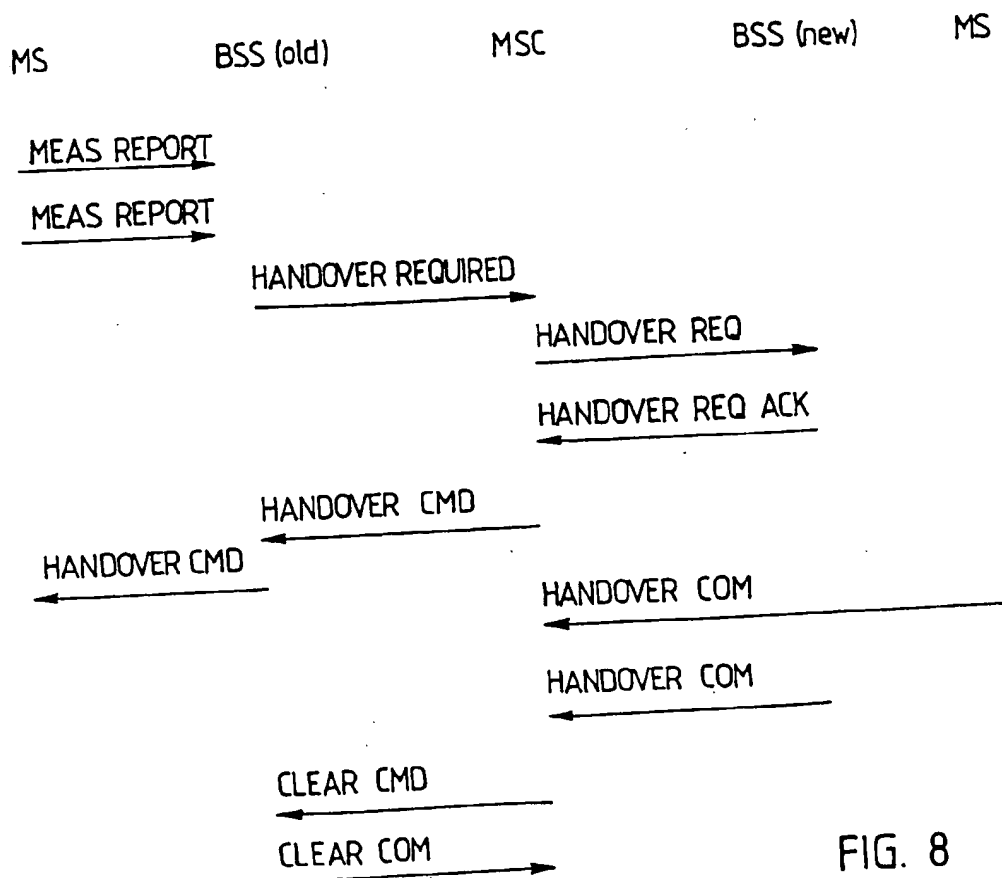 MS BSS (old) MSC BSS (new) MS
MEAS REPORT
MEAS REPORT
HANDOVER REQUIRED
HANDOVER REQ
HANDOVER REQ ACK
HANDOVER CMD
HANDOVER CMD
HANDOVER COM
HANDOVER COM
CLEAR CMD
CLEAR COM
FIG. 8